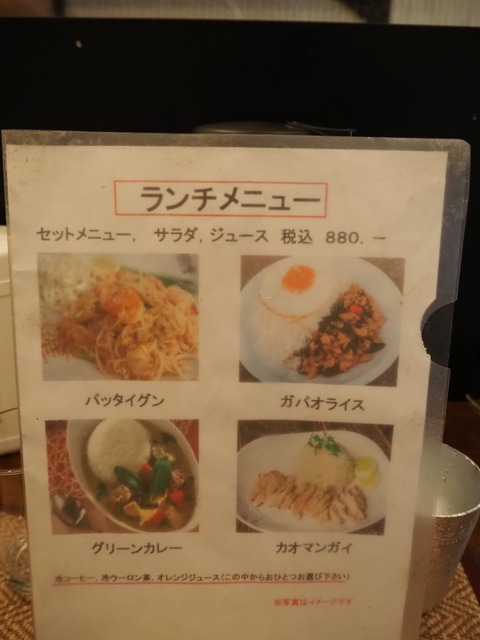 ランチメニュー
セットメニュー, サラダ, ジュース 税込 880.ー
パッタイグン
ガパオライス
グリーンカレー
カオマンガイ
冷コーヒー, 冷ウーロン茶, オレンジジュース(この中からおひとつお選び下さい)
※写真はイメージです